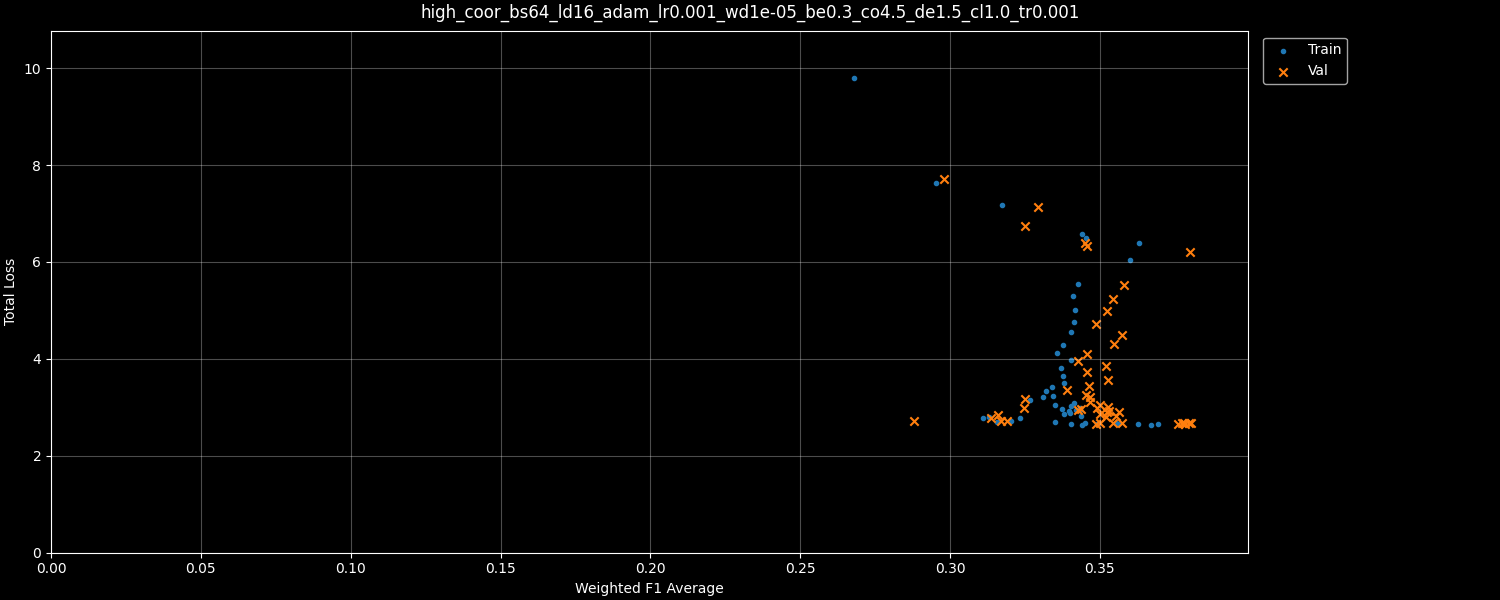 high_coor_bs64_ld16_adam_lr0.001_wd1e-05_be0.3_co4.5_de1.5_cl1.0_tr0.001
Train
Val
10
8
6
4
2
0
Total Loss
0.00 0.05 0.10 0.15 0.20 0.25 0.30 0.35
Weighted F1 Average